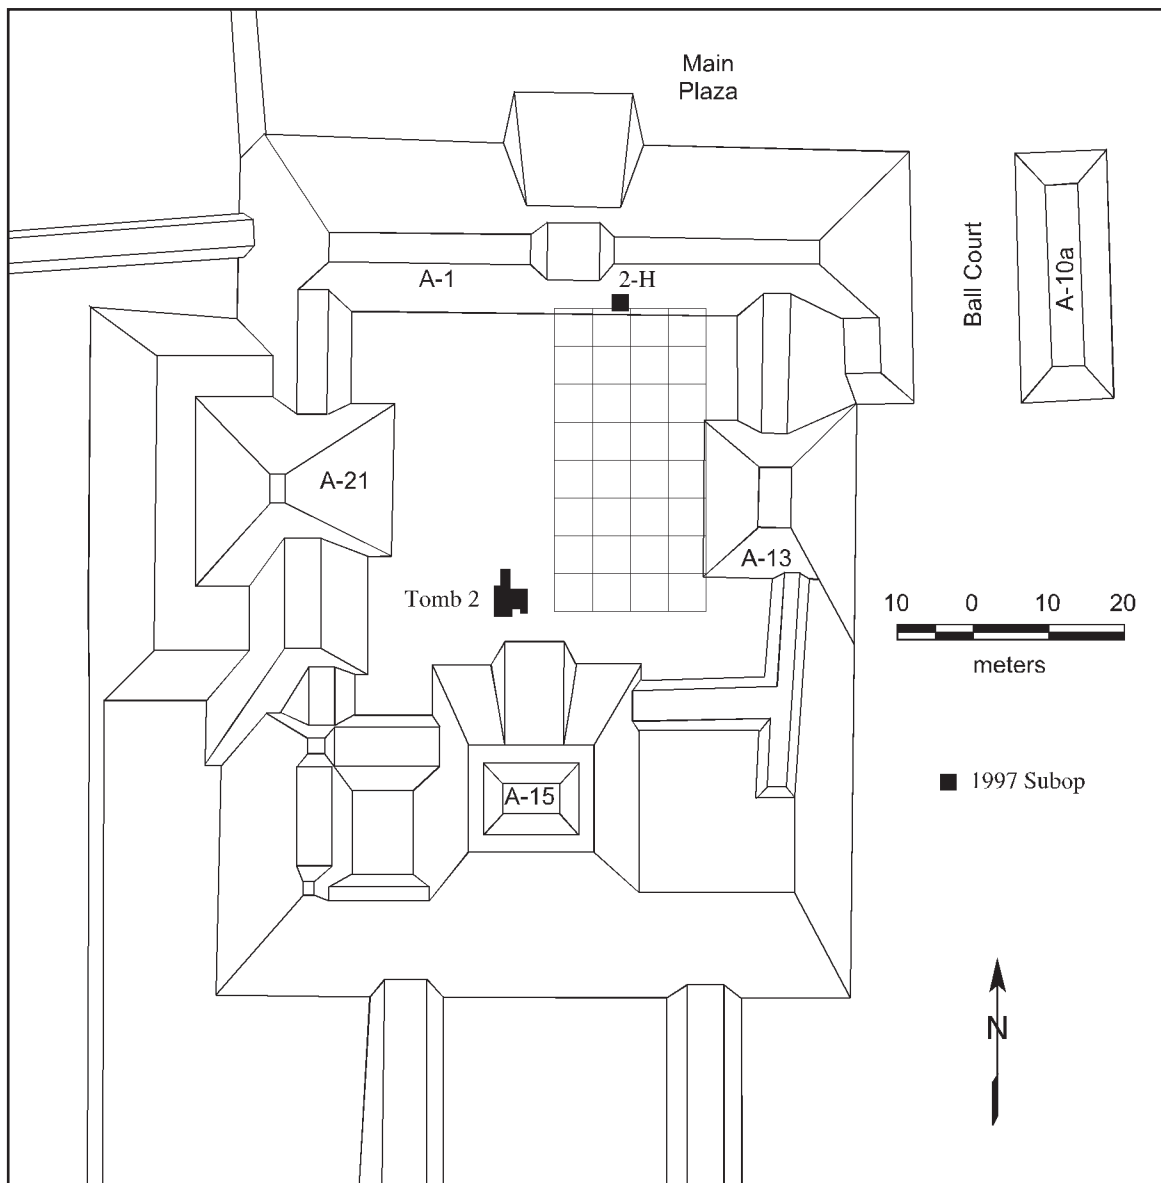 Main
Plaza
A-1
2-H
Ball Court
A-10a
A-21
A-13
Tomb 2
10 0 10 20
meters
1997 Subop
A-15
N